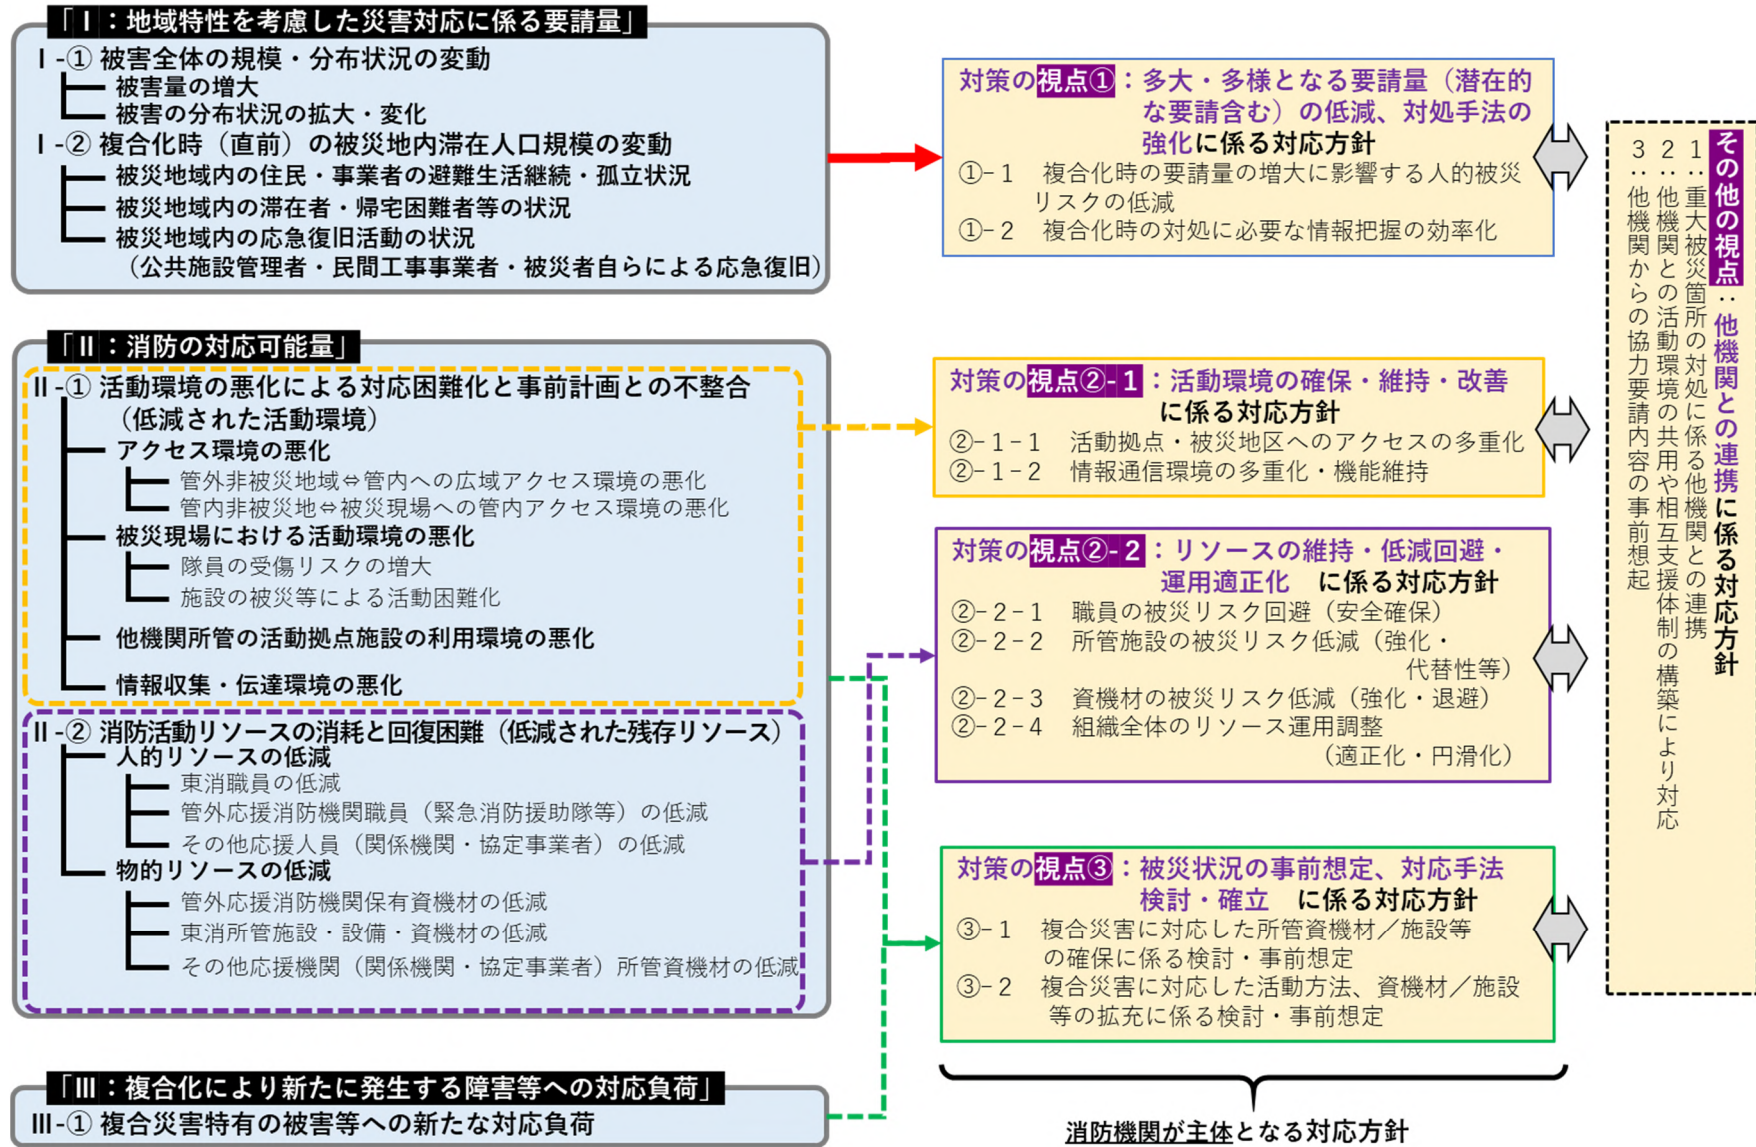 「Ⅰ：地域特性を考慮した災害対応に係る要請量」
Ⅰ-① 被害全体の規模・分布状況の変動
被害量の増大
被害の分布状況の拡大・変化
Ⅰ-② 複合化時（直前）の被災地内滞在人口規模の変動
被災地域内の住民・事業者の避難生活継続・孤立状況
被災地域内の滞在者・帰宅困難者等の状況
被災地域内の応急復旧活動の状況
（公共施設管理者・民間工事事業者・被災者自らによる応急復旧）
「Ⅱ：消防の対応可能量」
Ⅱ-① 活動環境の悪化による対応困難化と事前計画との不整合
（低減された活動環境）
アクセス環境の悪化
管外非被災地域⇔管内への広域アクセス環境の悪化
管内非被災地⇔被災現場への管内アクセス環境の悪化
被災現場における活動環境の悪化
隊員の受傷リスクの増大
施設の被災等による活動困難化
他機関所管の活動拠点施設の利用環境の悪化
情報収集・伝達環境の悪化
Ⅱ-② 消防活動リソースの消耗と回復困難（低減された残存リソース）
人的リソースの低減
東消職員の低減
管外応援消防機関職員（緊急消防援助隊等）の低減
その他応援人員（関係機関・協定事業者）の低減
物的リソースの低減
管外応援消防機関保有資機材の低減
東消所管施設・設備・資機材の低減
その他応援機関（関係機関・協定事業者）所管資機材の低減
「Ⅲ：複合化により新たに発生する障害等への対応負荷」
Ⅲ-① 複合災害特有の被害等への新たな対応負荷
対策の視点①：多大・多様となる要請量（潜在的
な要請含む）の低減、対処手法の
強化に係る対応方針
①-１ 複合化時の要請量の増大に影響する人的被災
リスクの低減
①-２ 複合化時の対処に必要な情報把握の効率化
対策の視点②-１：活動環境の確保・維持・改善
に係る対応方針
②-１-１ 活動拠点・被災地区へのアクセスの多重化
②-１-２ 情報通信環境の多重化・機能維持
対策の視点②-２：リソースの維持・低減回避・
運用適正化 に係る対応方針
②-２-１ 職員の被災リスク回避（安全確保）
②-２-２ 所管施設の被災リスク低減（強化・
代替性等）
②-２-３ 資機材の被災リスク低減（強化・退避）
②-２-４ 組織全体のリソース運用調整
（適正化・円滑化）
対策の視点③：被災状況の事前想定、対応手法
検討・確立 に係る対応方針
③-１ 複合災害に対応した所管資機材／施設等
の確保に係る検討・事前想定
③-２ 複合災害に対応した活動方法、資機材／施設
等の拡充に係る検討・事前想定
消防機関が主体となる対応方針
その他の視点：他機関との連携に係る対応方針
１：重大被災箇所の対処に係る他機関との連携
２：他機関との活動環境の共用や相互支援体制の構築により対応
３：他機関からの協力要請内容の事前想起